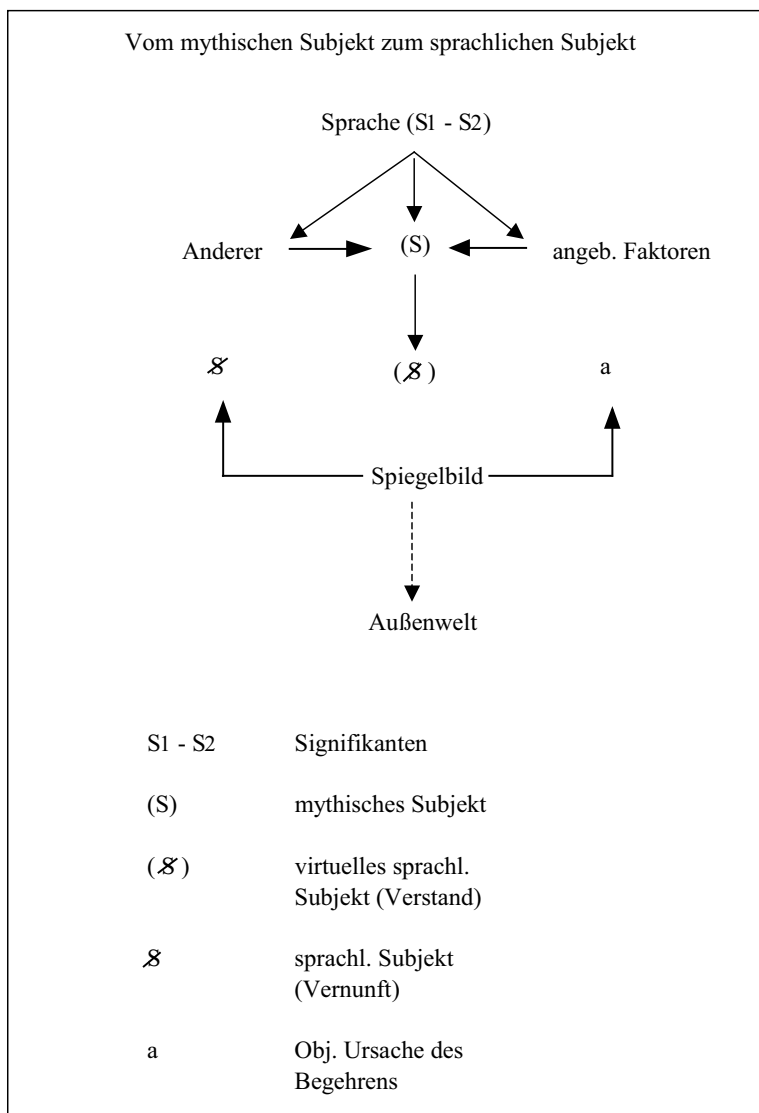 Vom mythischen Subjekt zum sprachlichen Subjekt
Sprache (S1 - S2)
Anderer (S) angeb. Faktoren
S̸ (S̸ ) a
Spiegelbild
Außenwelt
S1 - S2 Signifikanten
(S) mythisches Subjekt
(S̸ ) virtuelles sprachl.
Subjekt (Verstand)
S̸ sprachl. Subjekt
(Vernunft)
a Obj. Ursache des
Begehrens